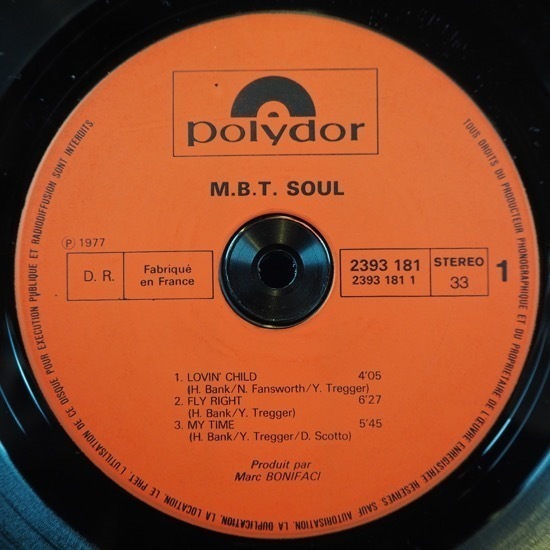 polydor
M.B.T. SOUL
Ⓟ 1977
D. R.
Fabriqué
en France
2393 181
2393 181 1
STEREO
33
1
1. LOVIN' CHILD 4'05
(H. Bank/N. Fansworth/Y. Tregger)
2. FLY RIGHT 6'27
(H. Bank/Y. Tregger)
3. MY TIME 5'45
(H. Bank/Y. Tregger/D. Scotto)
Produit par
Marc BONIFACI
TOUS DROITS DU PRODUCTEUR PHONOGRAPHIQUE ET DU PROPRIETAIRE DE L'ŒUVRE ENREGISTREE RESERVES. SAUF AUTORISATION, LA DUPLICATION, LA LOCATION, LE PRET, L'UTILISATION DE CE DISQUE POUR EXECUTION PUBLIQUE ET RADIODIFFUSION SONT INTERDITS.